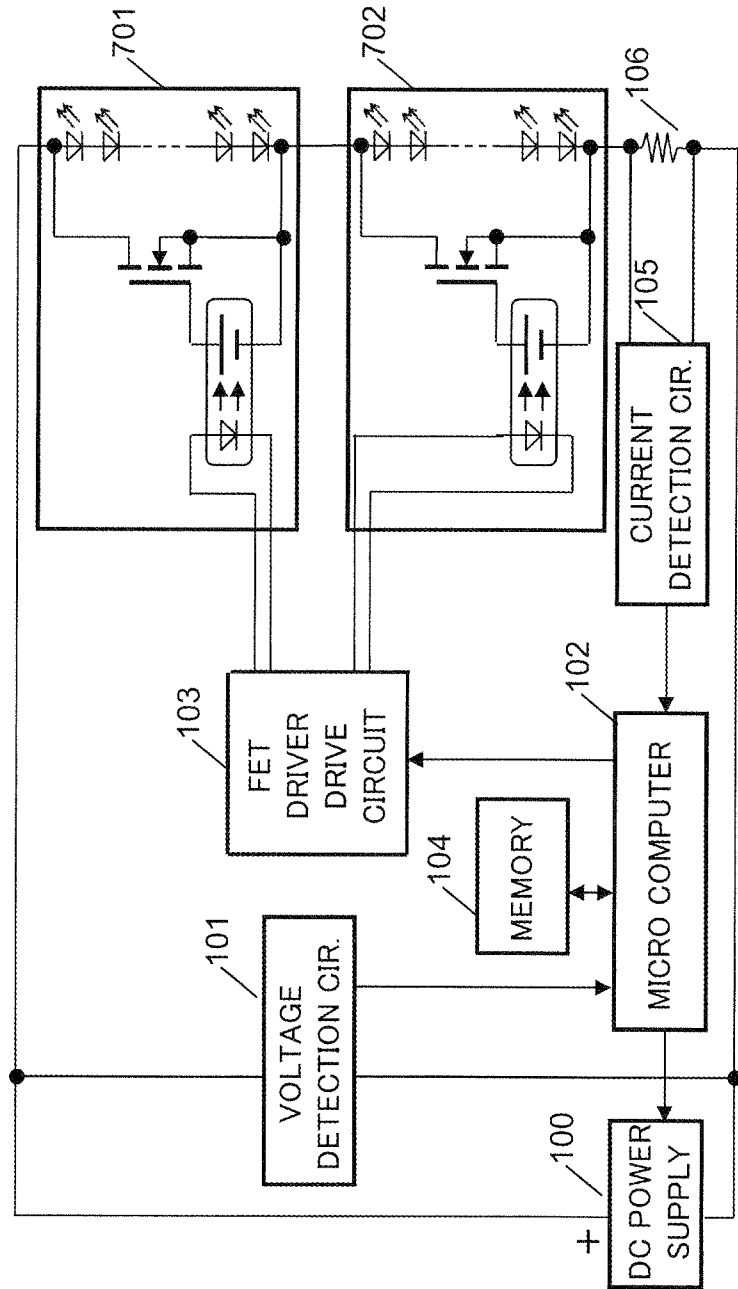 701
702
106
105
CURRENT
DETECTION CIR.
103
FET
DRIVER
DRIVE
CIRCUIT
102
MICRO COMPUTER
104
MEMORY
101
VOLTAGE
DETECTION CIR.
100
+
DC POWER
SUPPLY